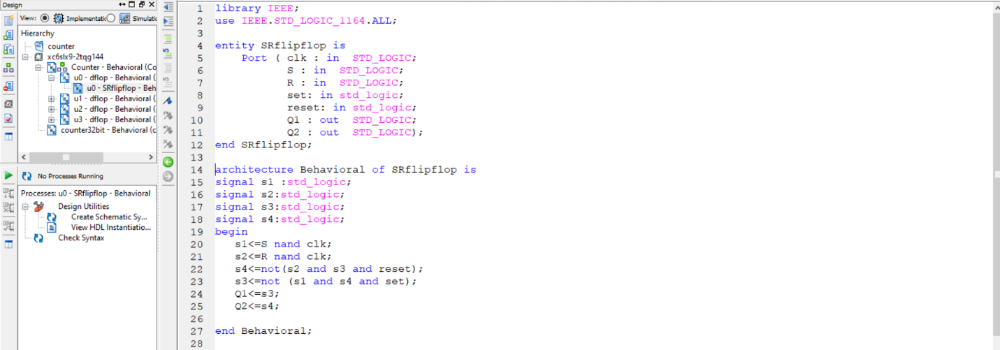 Design
View: Implementatic Simulatic
Hierarchy
counter
xc6slx9-2tqg144
Counter - Behavioral (Co
u0 - dflop - Behavioral (
u0 - SRflipflop - Beh
u1 - dflop - Behavioral (
u2 - dflop - Behavioral (
u3 - dflop - Behavioral (
counter32bit - Behavioral (c
No Processes Running
Processes: u0 - SRflipflop - Behavioral
Design Utilities
Create Schematic Sy...
View HDL Instantiatio...
Check Syntax
1 library IEEE;
2 use IEEE.STD_LOGIC_1164.ALL;
3
4 entity SRflipflop is
5 Port ( clk : in STD_LOGIC;
6 S : in STD_LOGIC;
7 R : in STD_LOGIC;
8 set: in std_logic;
9 reset: in std_logic;
10 Q1 : out STD_LOGIC;
11 Q2 : out STD_LOGIC);
12 end SRflipflop;
13
14 architecture Behavioral of SRflipflop is
15 signal s1 :std_logic;
16 signal s2:std_logic;
17 signal s3:std_logic;
18 signal s4:std_logic;
19 begin
20 s1<=S nand clk;
21 s2<=R nand clk;
22 s4<=not(s2 and s3 and reset);
23 s3<=not (s1 and s4 and set);
24 Q1<=s3;
25 Q2<=s4;
26
27 end Behavioral;
28